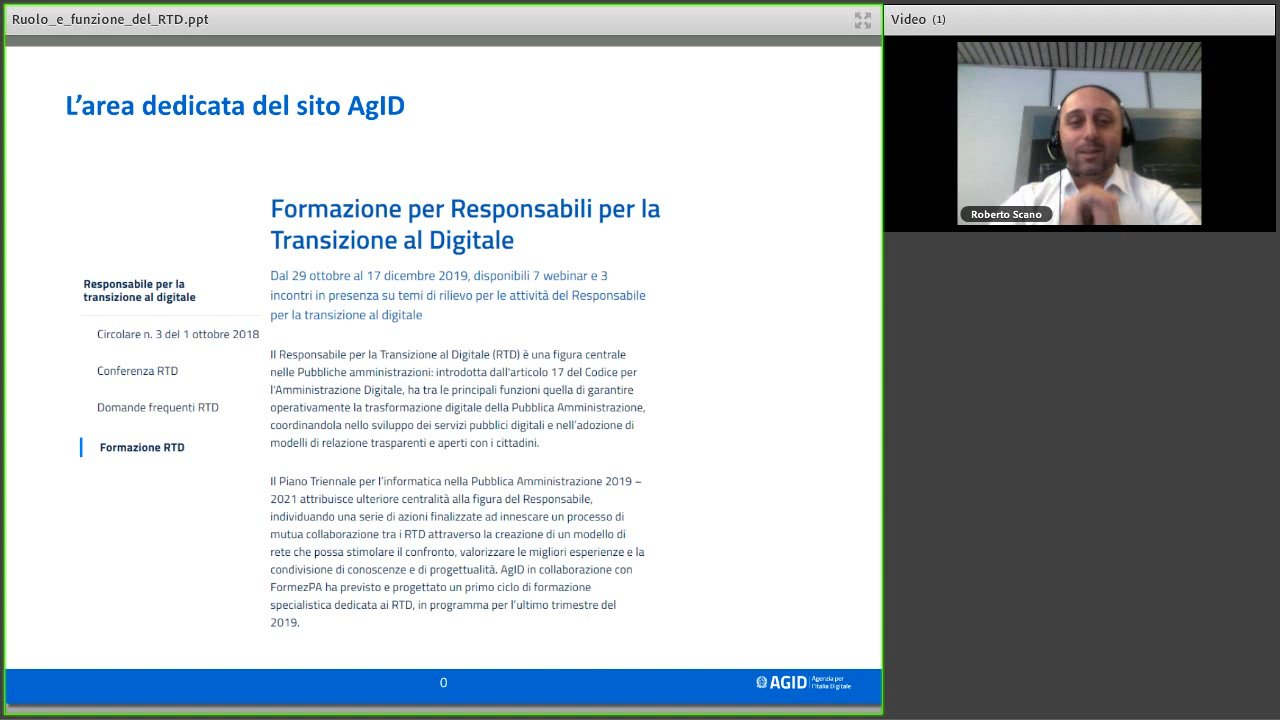 Ruolo_e_funzione_del_RTD.ppt
Video (1)
Roberto Scano
L'area dedicata del sito AgID
Responsabile per la
transizione al digitale
Circolare n. 3 del 1 ottobre 2018
Conferenza RTD
Domande frequenti RTD
Formazione RTD
Formazione per Responsabili per la
Transizione al Digitale
Dal 29 ottobre al 17 dicembre 2019, disponibili 7 webinar e 3
incontri in presenza su temi di rilievo per le attività del Responsabile
per la transizione al digitale
Il Responsabile per la Transizione al Digitale (RTD) è una figura centrale
nelle Pubbliche amministrazioni: introdotta dall'articolo 17 del Codice per
l'Amministrazione Digitale, ha tra le principali funzioni quella di garantire
operativamente la trasformazione digitale della Pubblica Amministrazione,
coordinandola nello sviluppo dei servizi pubblici digitali e nell'adozione di
modelli di relazione trasparenti e aperti con i cittadini.
Il Piano Triennale per l'informatica nella Pubblica Amministrazione 2019 –
2021 attribuisce ulteriore centralità alla figura del Responsabile,
individuando una serie di azioni finalizzate ad innescare un processo di
mutua collaborazione tra i RTD attraverso la creazione di un modello di
rete che possa stimolare il confronto, valorizzare le migliori esperienze e la
condivisione di conoscenze e di progettualità. AgID in collaborazione con
FormezPA ha previsto e progettato un primo ciclo di formazione
specialistica dedicata ai RTD, in programma per l'ultimo trimestre del
2019.
0
AGID
Agenzia per
l'Italia Digitale